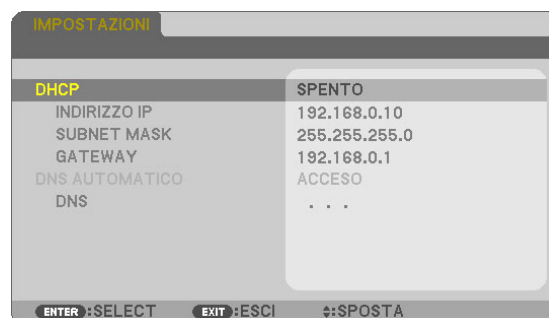 IMPOSTAZIONI
DHCP SPENTO
INDIRIZZO IP 192.168.0.10
SUBNET MASK 255.255.255.0
GATEWAY 192.168.0.1
DNS AUTOMATICO ACCESO
DNS . . .
ENTER :SELECT EXIT :ESCI ⬍:SPOSTA